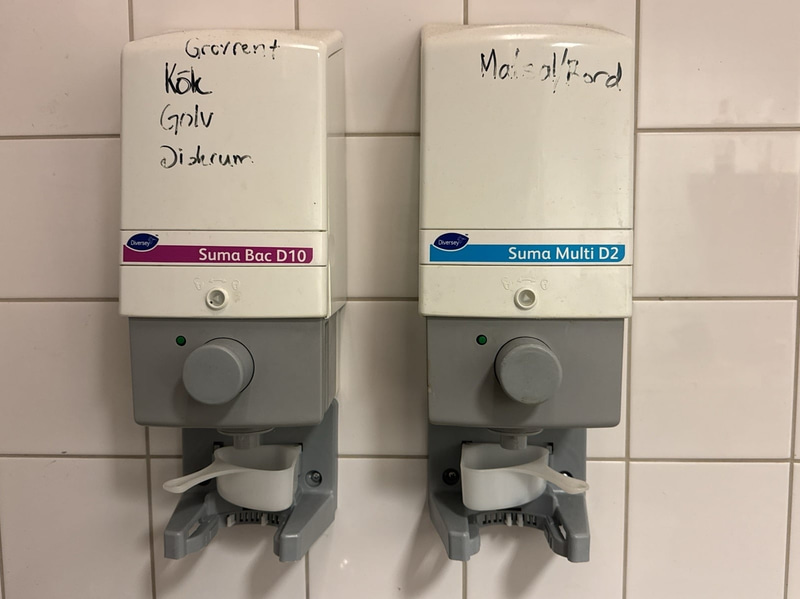 Grovrent
Kök
Golv
Diskrum
Diversey
Suma Bac D10
Matsal/Bord
Diversey
Suma Multi D2